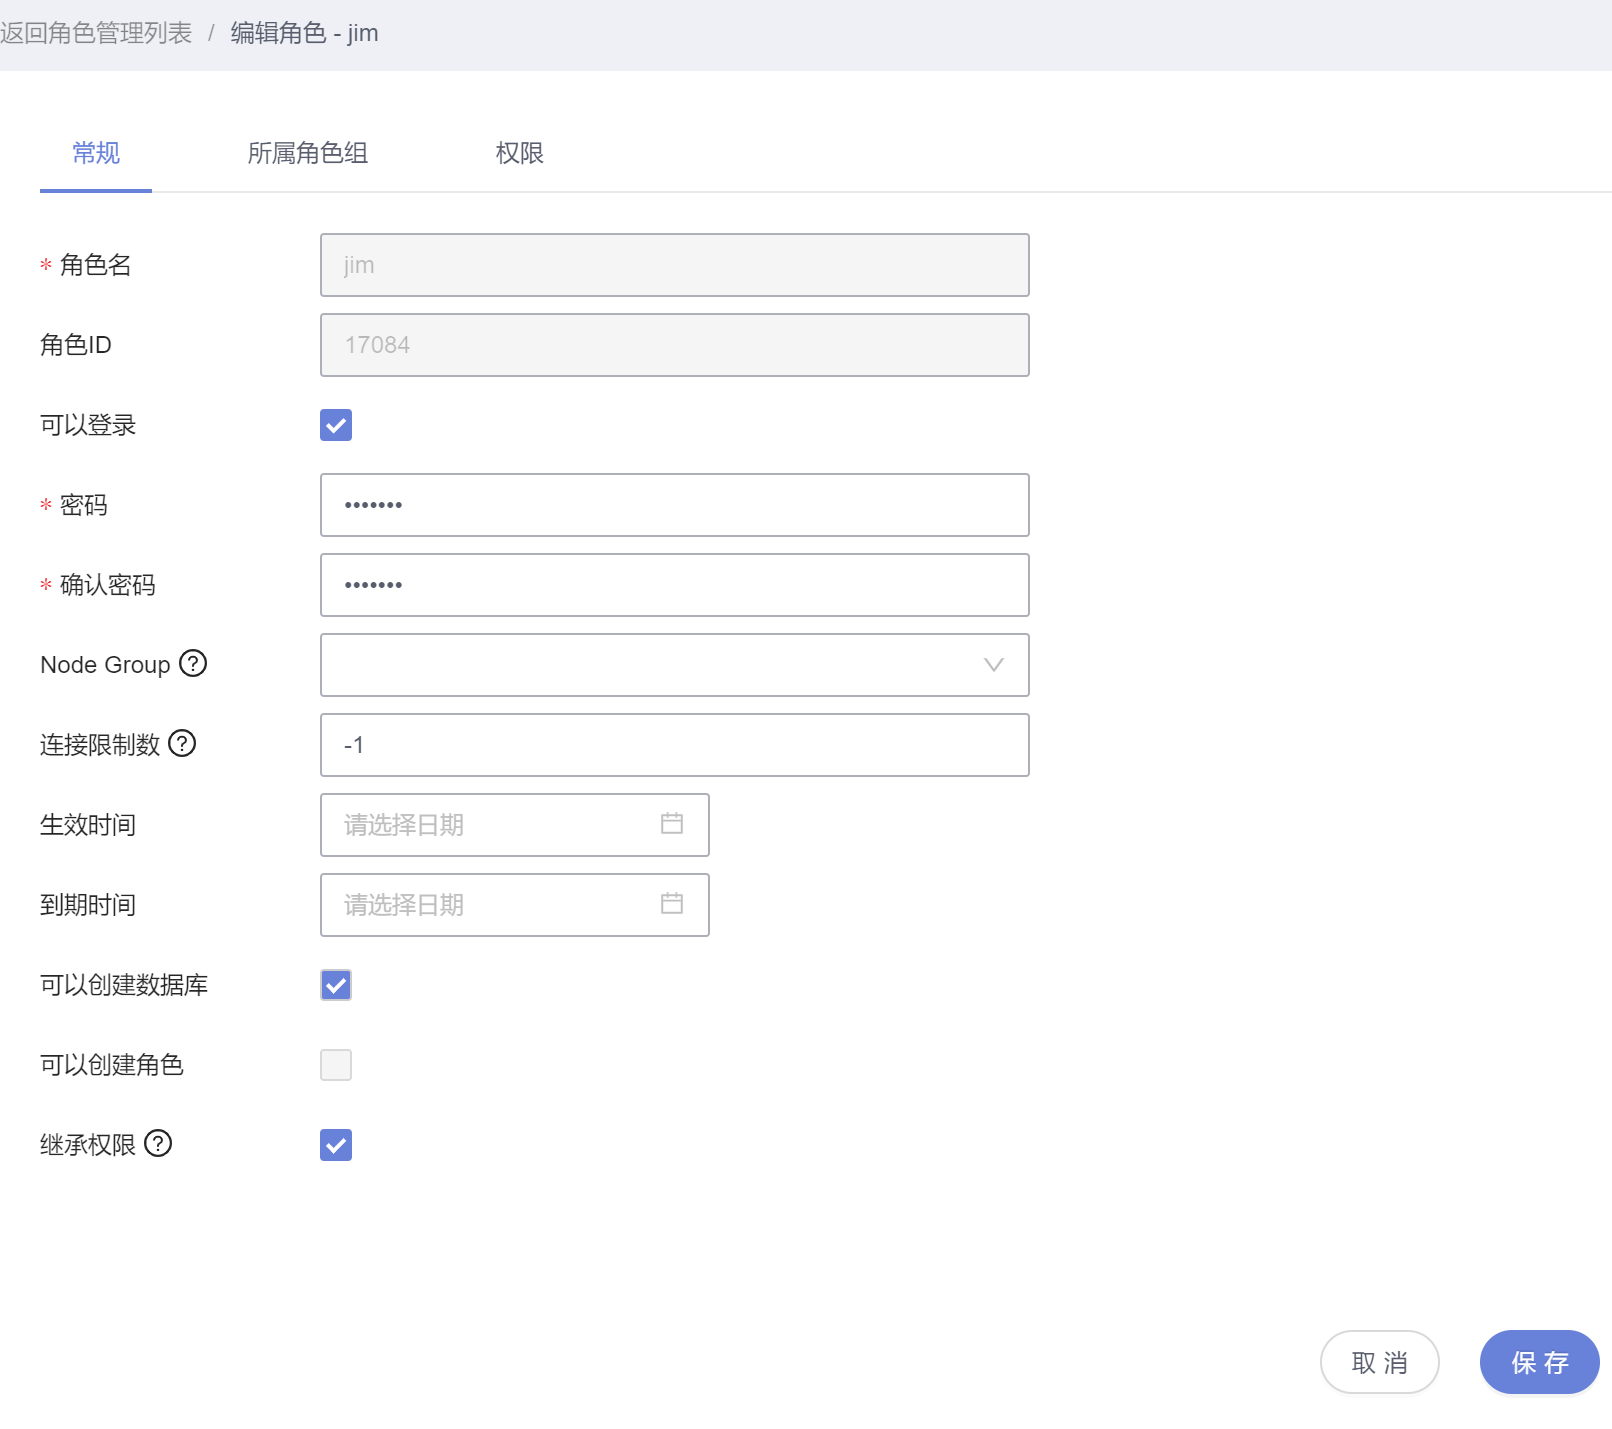 返回角色管理列表 / 编辑角色 - jim
常规 所属角色组 权限
* 角色名 jim
角色ID 17084
可以登录
* 密码 •••••••
* 确认密码 •••••••
Node Group ?
连接限制数 ? -1
生效时间 请选择日期
到期时间 请选择日期
可以创建数据库
可以创建角色
继承权限 ?
取 消 保 存